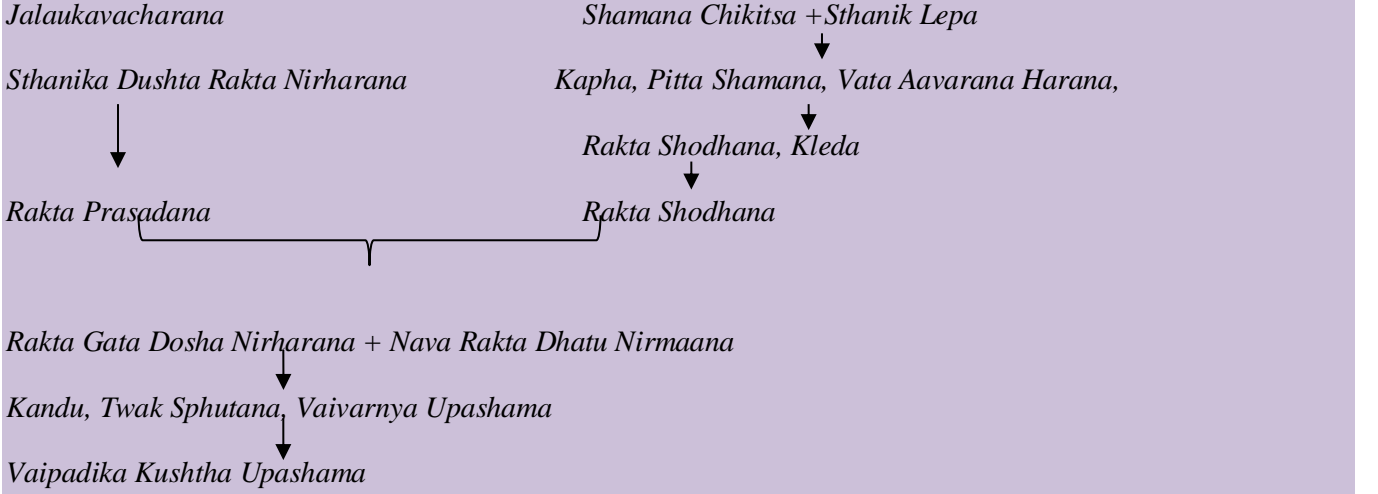 Jalaukavacharana Shamana Chikitsa +Sthanik Lepa
Sthanika Dushta Rakta Nirharana Kapha, Pitta Shamana, Vata Aavarana Harana,
Rakta Shodhana, Kleda
Rakta Prasadana Rakta Shodhana
Rakta Gata Dosha Nirharana + Nava Rakta Dhatu Nirmaana
Kandu, Twak Sphutana, Vaivarnya Upashama
Vaipadika Kushtha Upashama